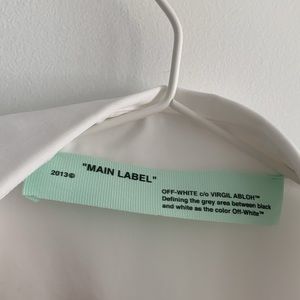 "MAIN LABEL"
2013©
OFF-WHITE c/o VIRGIL ABLOH™
Defining the grey area between black
and white as the color Off-White™